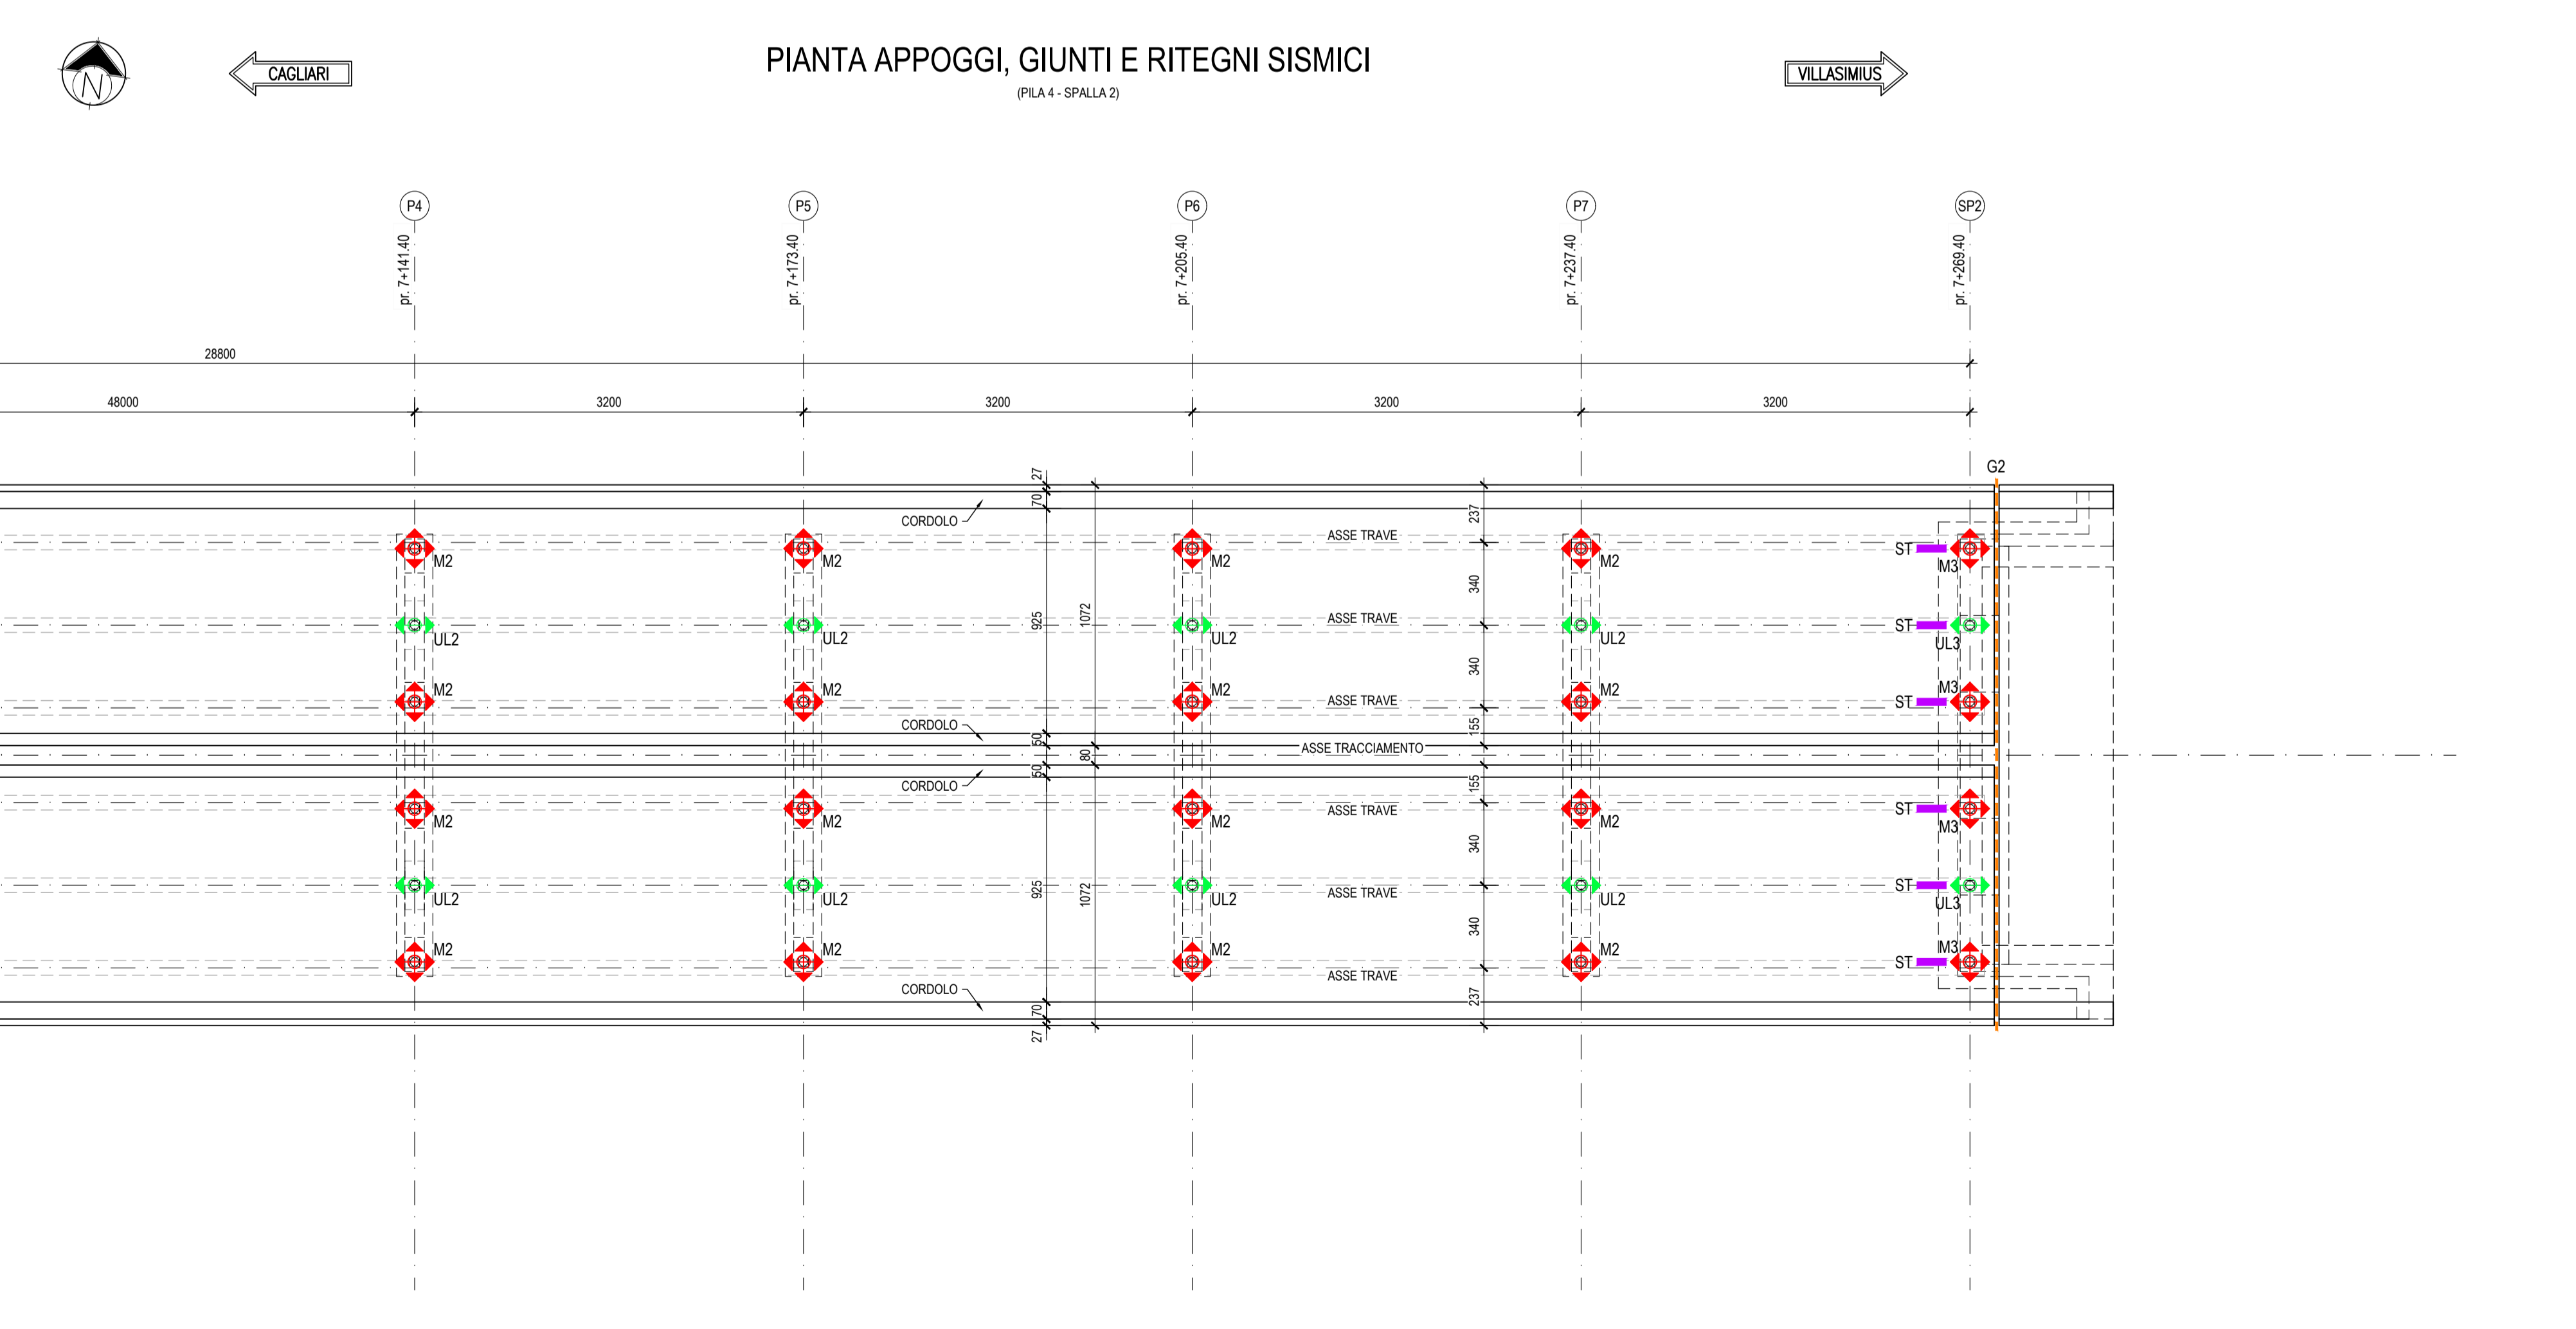 PIANTA APPOGGI, GIUNTI E RITEGNI SISMICI
(PILA 4 - SPALLA 2)
N
CAGLIARI
VILLASIMIUS
P4
P5
P6
P7
SP2
pr. 7+141.40
pr. 7+173.40
pr. 7+205.40
pr. 7+237.40
pr. 7+269.40
28800
48000
3200
3200
3200
3200
G2
27
70
925
50
1072
80
50
925
70
27
1072
237
340
340
155
155
340
340
237
CORDOLO
ASSE TRAVE
M2
M2
M2
M2
ST
M3
ASSE TRAVE
UL2
UL2
UL2
UL2
ST
UL3
M2
M2
M2
M2
M3
ASSE TRAVE
ST
CORDOLO
ASSE TRACCIAMENTO
CORDOLO
ASSE TRAVE
ST
M2
M2
M2
M2
M3
ASSE TRAVE
ST
UL2
UL2
UL2
UL2
UL3
M2
M2
M2
M2
M3
ST
ASSE TRAVE
CORDOLO